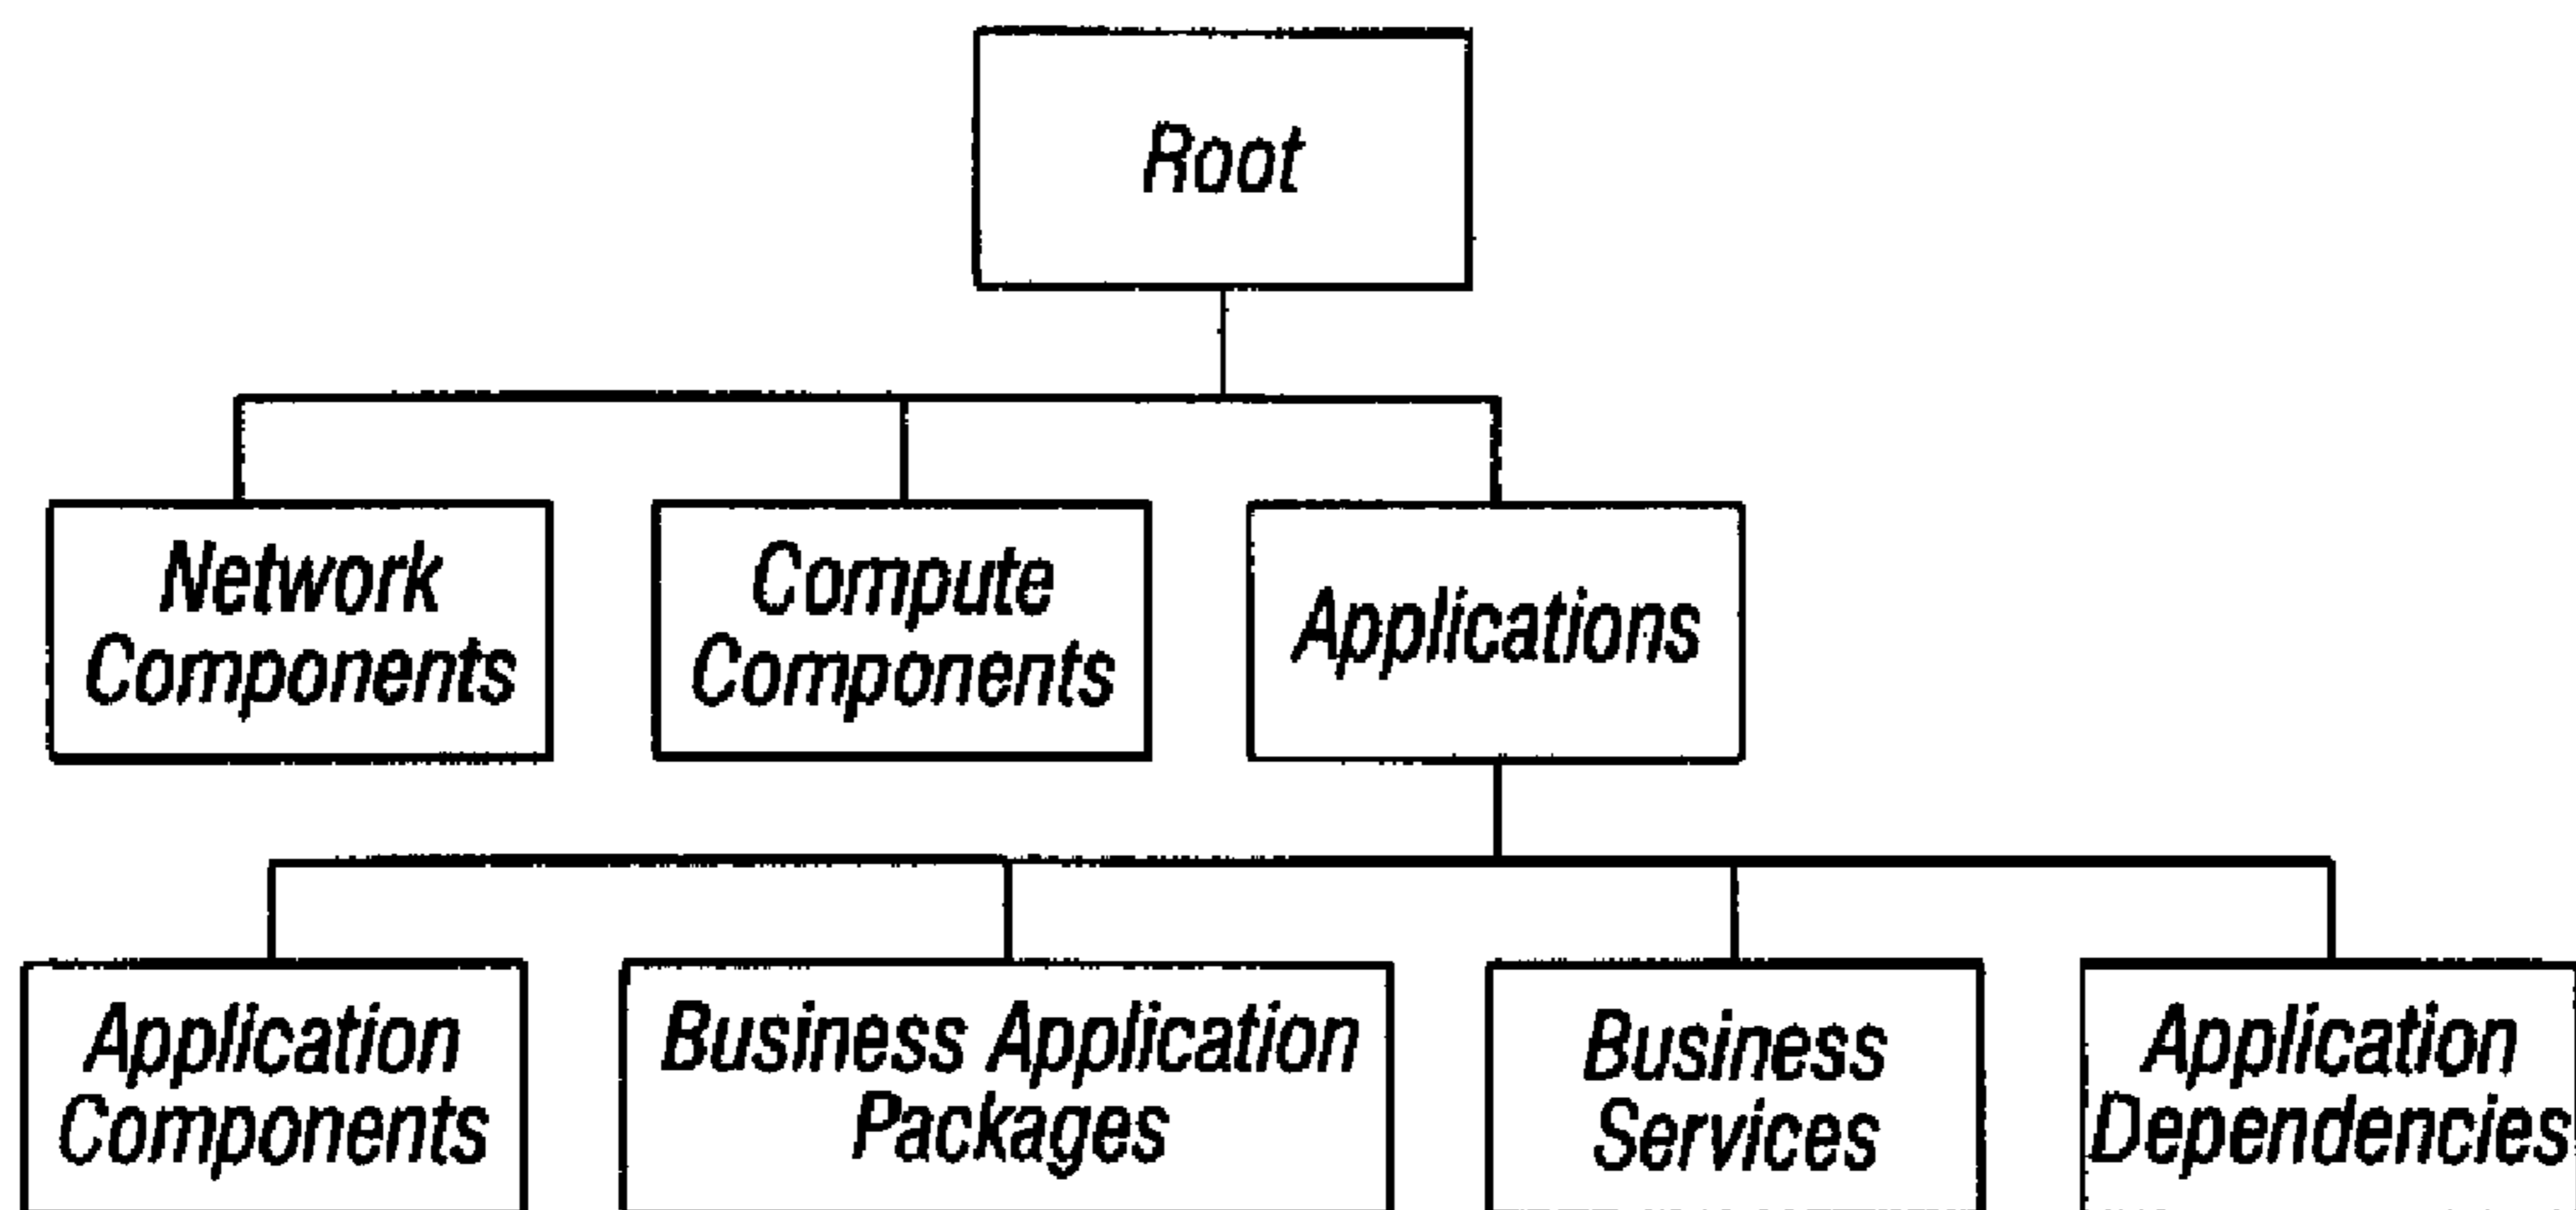 Root
Network
Components
Compute
Components
Applications
Application
Components
Business Application
Packages
Business
Services
Application
Dependencies